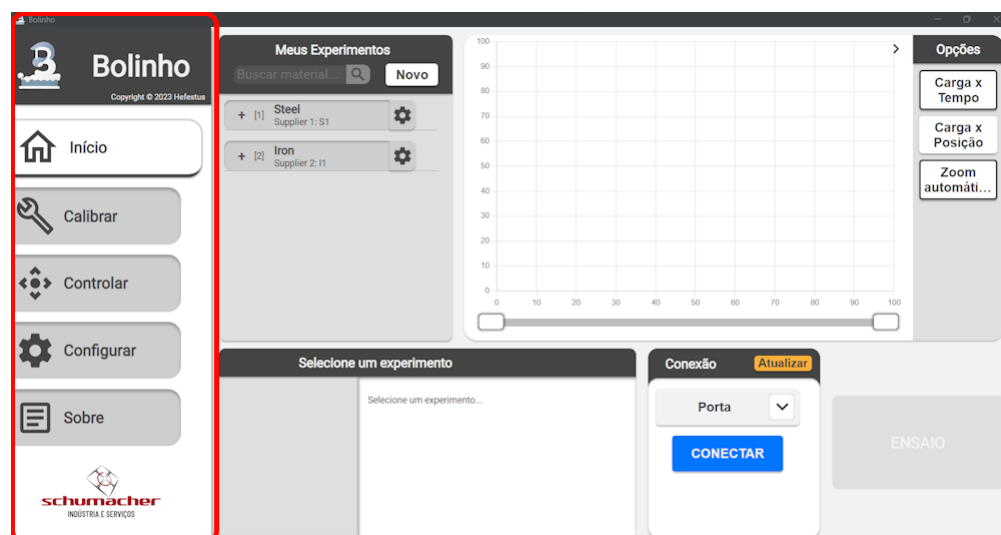 Bolinho
Bolinho
Copyright © 2023 Hefestus
Início
Calibrar
Controlar
Configurar
Sobre
schumacher
INDÚSTRIA E SERVIÇOS
Meus Experimentos
Buscar material...
Novo
+ [1] Steel
Supplier 1: S1
+ [2] Iron
Supplier 2: I1
100
90
80
70
60
50
40
30
20
10
0
0 10 20 30 40 50 60 70 80 90 100
Opções
Carga x
Tempo
Carga x
Posição
Zoom
automáti...
Selecione um experimento
Selecione um experimento...
Conexão
Atualizar
Porta
CONECTAR
ENSAIO